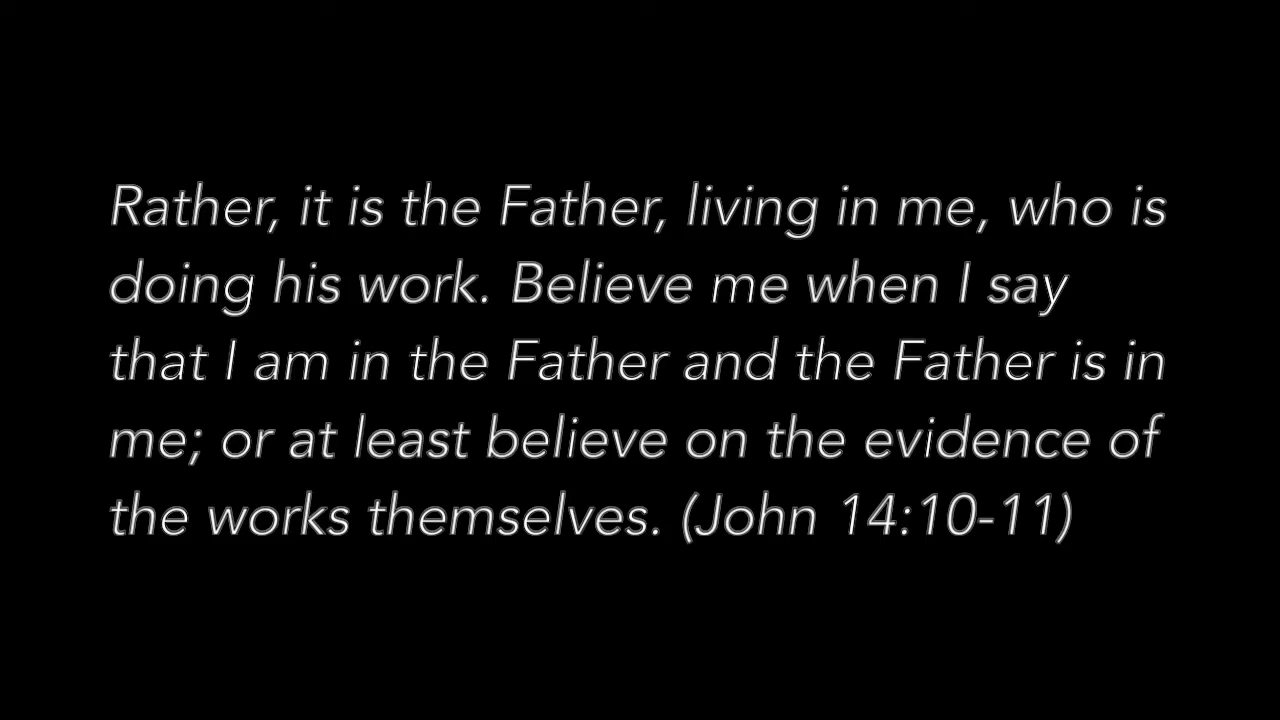 Rather, it is the Father, living in me, who is
doing his work. Believe me when I say
that I am in the Father and the Father is in
me; or at least believe on the evidence of
the works themselves. (John 14:10-11)